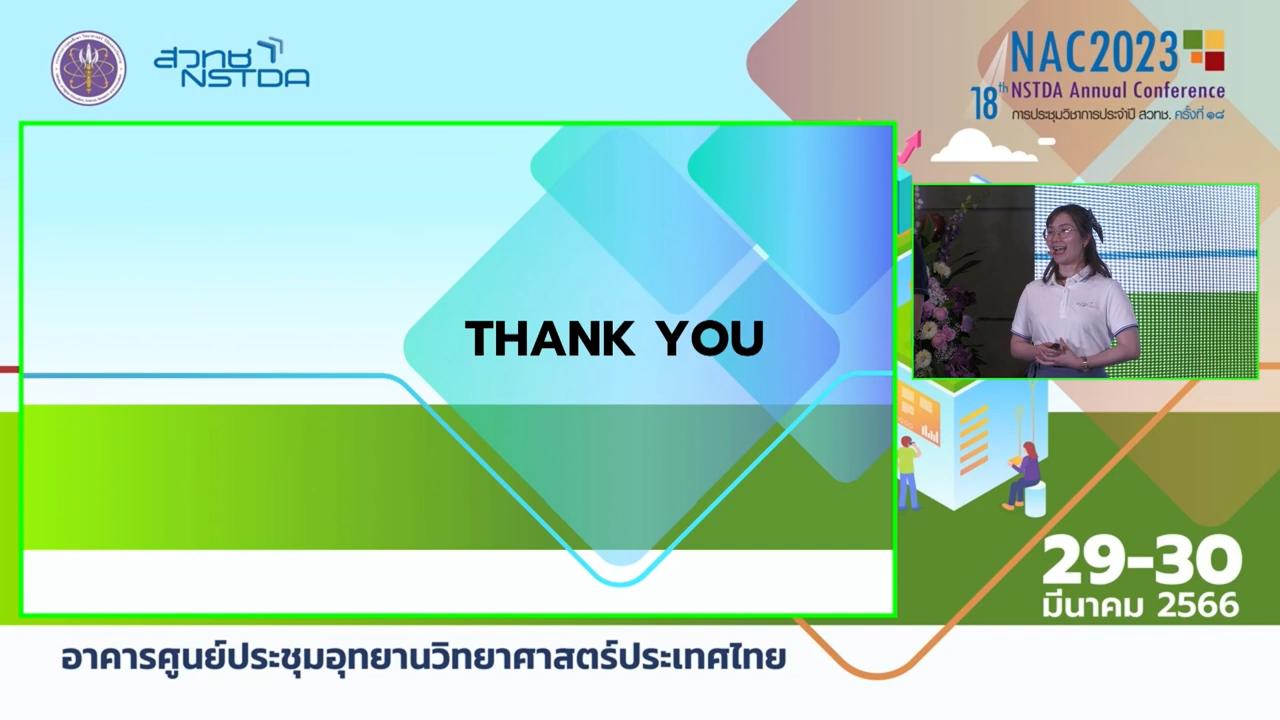 สวทช
NSTDA
NAC2023
18th NSTDA Annual Conference
การประชุมวิชาการประจำปี สวทช. ครั้งที่ ๑๘
THANK YOU
29-30
มีนาคม 2566
อาคารศูนย์ประชุมอุทยานวิทยาศาสตร์ประเทศไทย